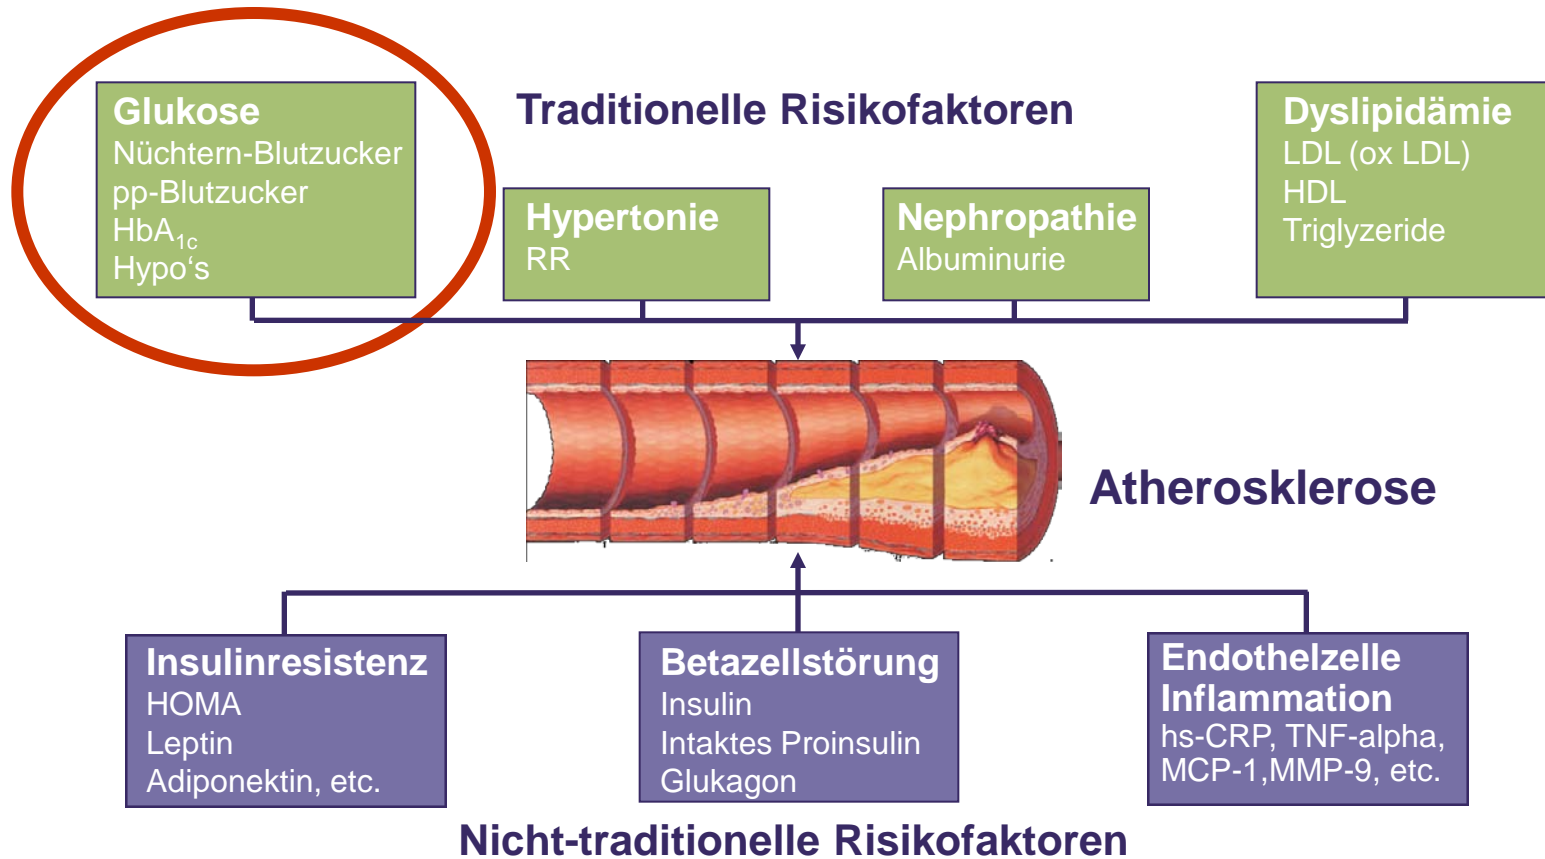 Traditionelle Risikofaktoren
Glukose
Nüchtern-Blutzucker
pp-Blutzucker
HbA1c
Hypo‘s
Hypertonie
RR
Nephropathie
Albuminurie
Dyslipidämie
LDL (ox LDL)
HDL
Triglyzeride
Atherosklerose
Insulinresistenz
HOMA
Leptin
Adiponektin, etc.
Betazellstörung
Insulin
Intaktes Proinsulin
Glukagon
Endothelzelle
Inflammation
hs-CRP, TNF-alpha,
MCP-1,MMP-9, etc.
Nicht-traditionelle Risikofaktoren